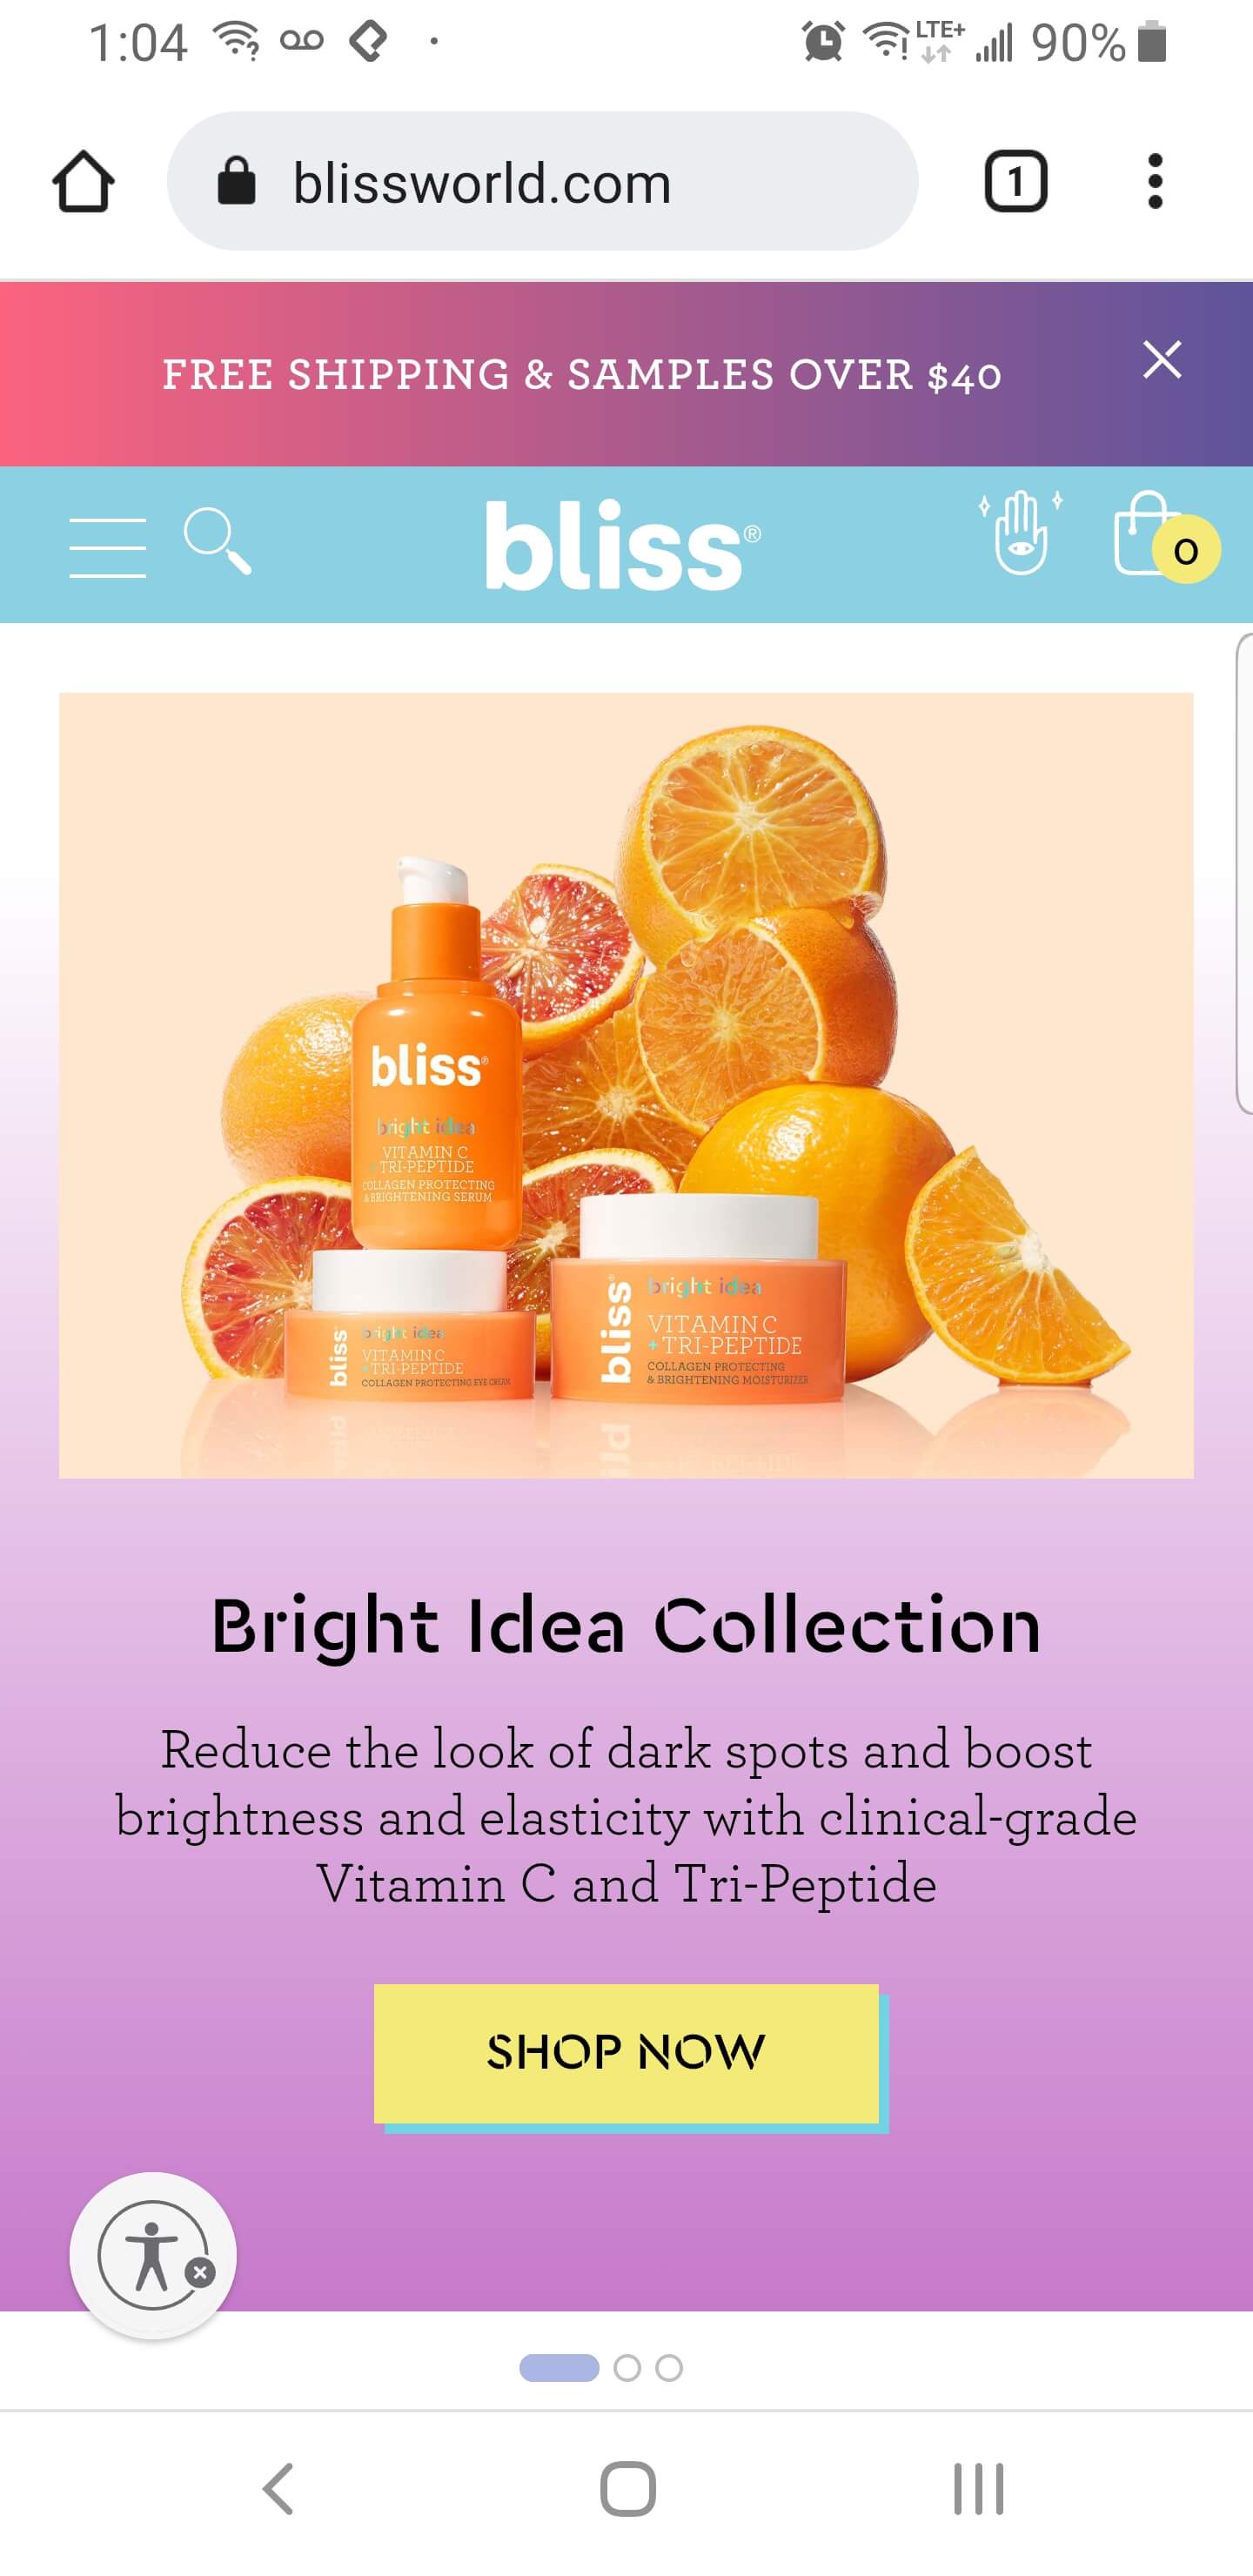 1:04
LTE+
90%
blissworld.com
1
FREE SHIPPING & SAMPLES OVER $40
bliss®
0
bliss®
bright idea
VITAMIN C
+TRI-PEPTIDE
COLLAGEN PROTECTING
& BRIGHTENING SERUM
bliss
bright idea
VITAMIN C
+TRI-PEPTIDE
COLLAGEN PROTECTING EYE CREAM
bliss®
bright idea
VITAMIN C
+TRI-PEPTIDE
COLLAGEN PROTECTING
& BRIGHTENING MOISTURIZER
Bright Idea Collection
Reduce the look of dark spots and boost
brightness and elasticity with clinical-grade
Vitamin C and Tri-Peptide
SHOP NOW